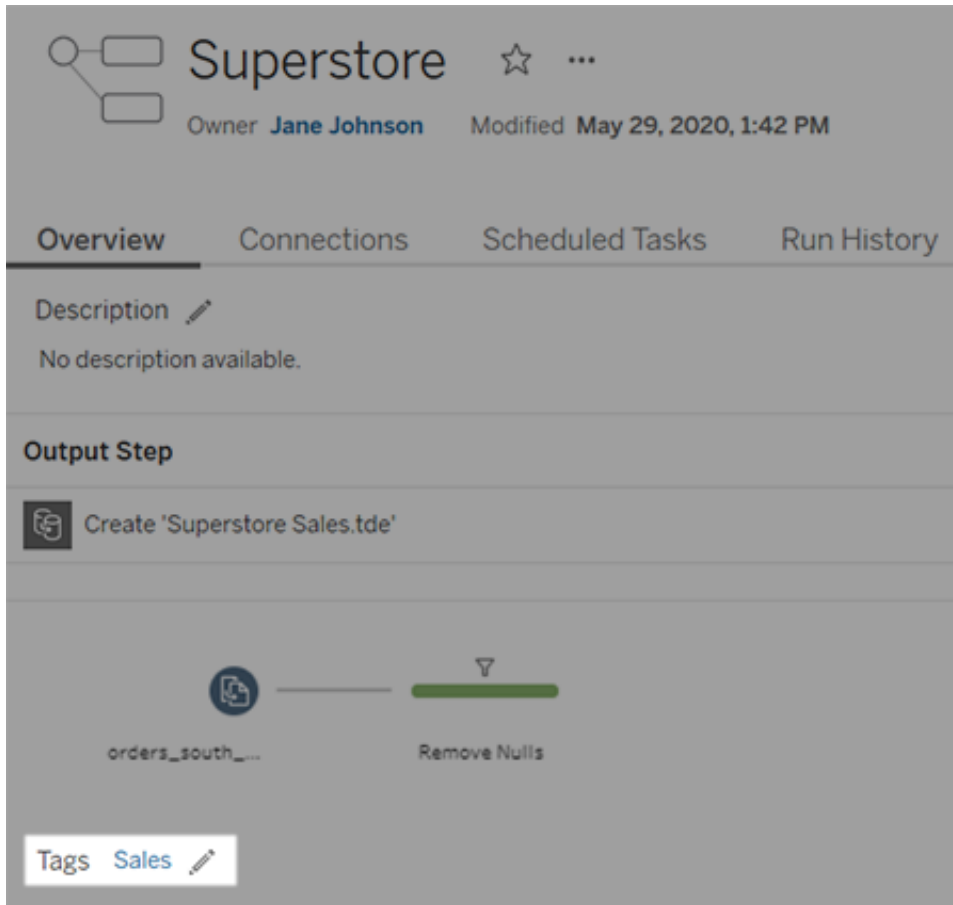 Superstore
Owner Jane Johnson Modified May 29, 2020, 1:42 PM
Overview Connections Scheduled Tasks Run History
Description
No description available.
Output Step
Create 'Superstore Sales.tde'
orders_south_... Remove Nulls
Tags Sales